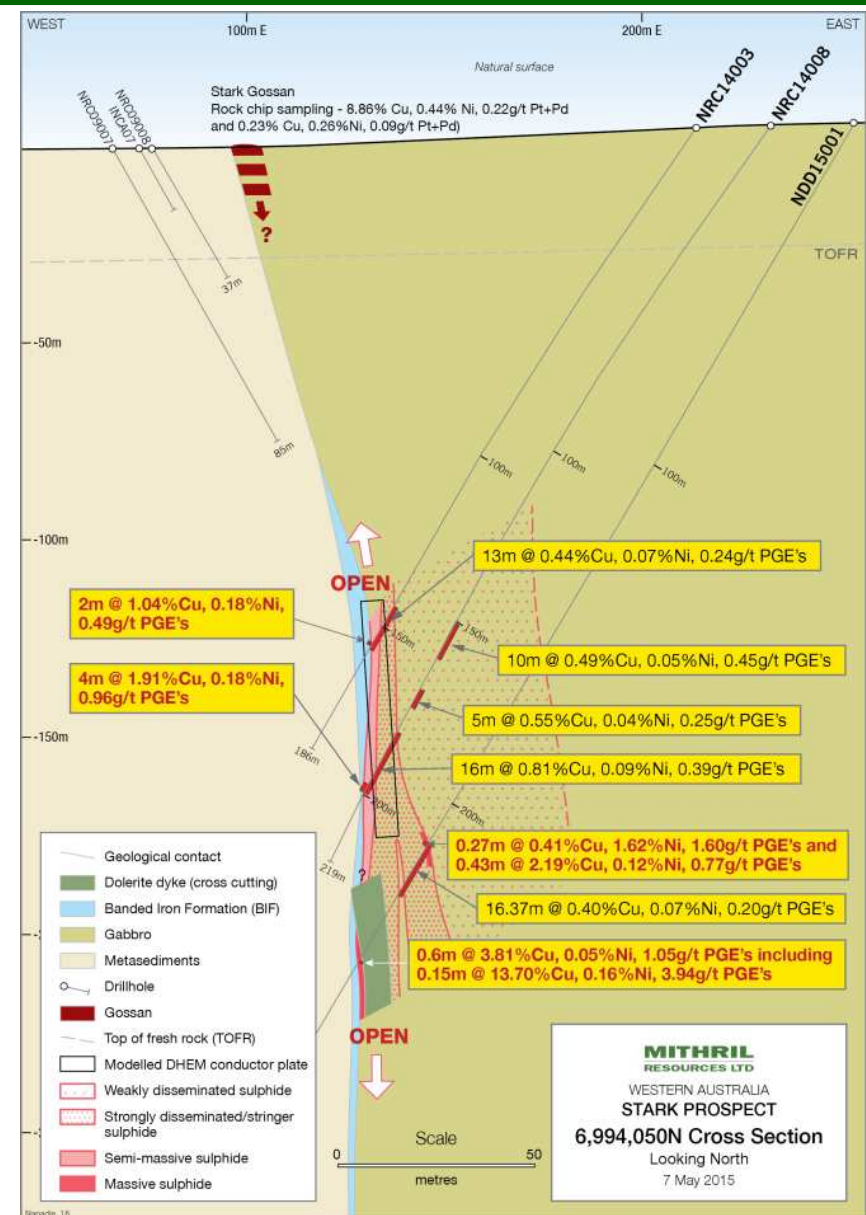 WEST
100m E
200m E
EAST
Natural surface
Stark Gossan
Rock chip sampling - 8.86% Cu, 0.44% Ni, 0.22g/t Pt+Pd
and 0.23% Cu, 0.26%Ni, 0.09g/t Pt+Pd)
NRC09007
INCA07
NRC09008
NRC14003
NRC14008
NDD15001
?
TOFR
37m
-50m
85m
100m
100m
100m
-100m
OPEN
13m @ 0.44%Cu, 0.07%Ni, 0.24g/t PGE's
2m @ 1.04%Cu, 0.18%Ni,
0.49g/t PGE's
150m
150m
10m @ 0.49%Cu, 0.05%Ni, 0.45g/t PGE's
4m @ 1.91%Cu, 0.18%Ni,
0.96g/t PGE's
5m @ 0.55%Cu, 0.04%Ni, 0.25g/t PGE's
-150m
186m
16m @ 0.81%Cu, 0.09%Ni, 0.39g/t PGE's
200m
200m
219m
?
0.27m @ 0.41%Cu, 1.62%Ni, 1.60g/t PGE's and
0.43m @ 2.19%Cu, 0.12%Ni, 0.77g/t PGE's
16.37m @ 0.40%Cu, 0.07%Ni, 0.20g/t PGE's
0.6m @ 3.81%Cu, 0.05%Ni, 1.05g/t PGE's including
0.15m @ 13.70%Cu, 0.16%Ni, 3.94g/t PGE's
OPEN
Geological contact
Dolerite dyke (cross cutting)
Banded Iron Formation (BIF)
Gabbro
Metasediments
Drillhole
Gossan
Top of fresh rock (TOFR)
Modelled DHEM conductor plate
Weakly disseminated sulphide
Strongly disseminated/stringer
sulphide
Semi-massive sulphide
Massive sulphide
Scale
0
50
metres
MITHRIL
RESOURCES LTD
WESTERN AUSTRALIA
STARK PROSPECT
6,994,050N Cross Section
Looking North
7 May 2015